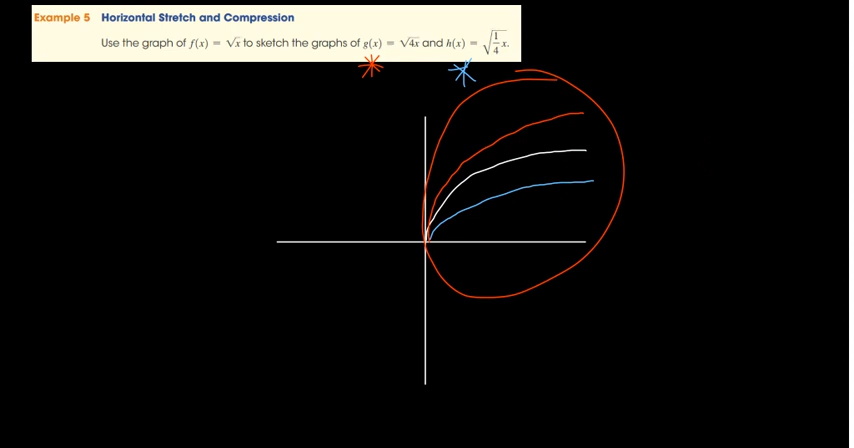 Example 5 Horizontal Stretch and Compression
Use the graph of f(x) = √x to sketch the graphs of g(x) = √4x and h(x) = √(1/4 x).